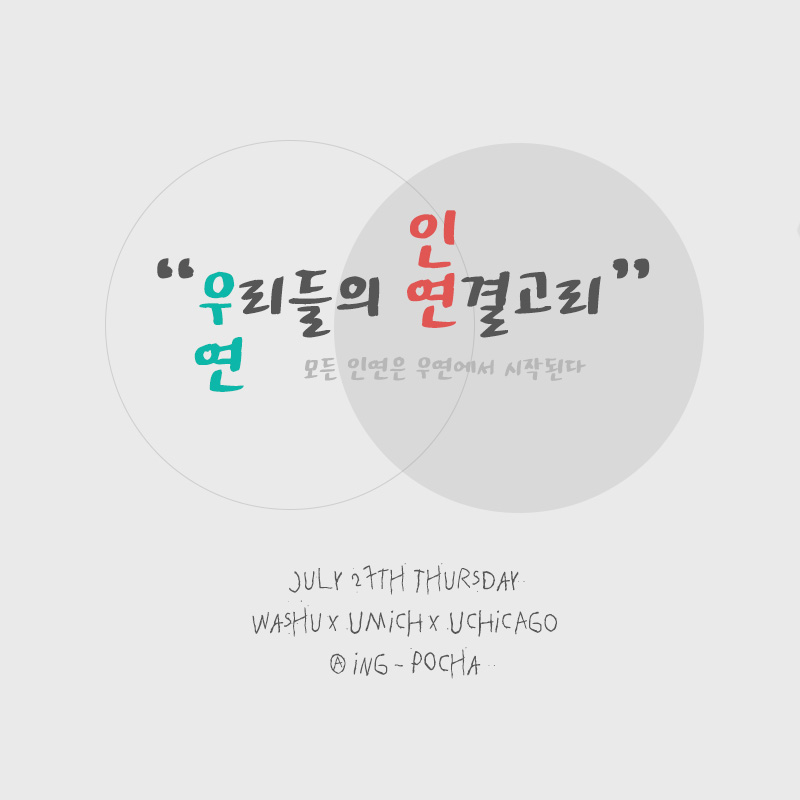 인
“우리들의 연결고리”
연
모든 인연은 우연에서 시작된다
JULY 27TH THURSDAY
WASHU x UMiCH x UCHiCAGO
Ⓐ iNG - POCHA